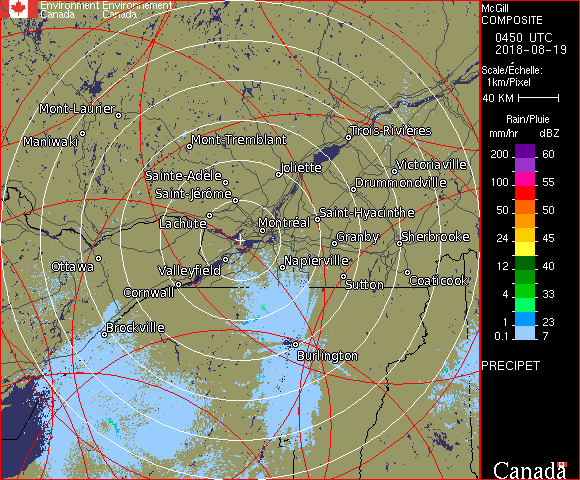 Environment Environnement
Canada Canada
McGill
COMPOSITE
0450 UTC
2018-08-19
Scale/Échelle:
1km/Pixel
40 KM
Rain/Pluie
mm/hr dBZ
200 60
150 57
100 55
50 50
24 45
12 40
4 33
1 23
0.1 7
PRECIPET
Canada
Mont-Laurier
Maniwaki
Mont-Tremblant
Trois-Rivières
Joliette
Victoriaville
Sainte-Adèle
Drummondville
Saint-Jérôme
Lachute
Saint-Hyacinthe
Montréal
Granby
Sherbrooke
Ottawa
Valleyfield
Napierville
Cornwall
Sutton
Coaticook
Brockville
Burlington